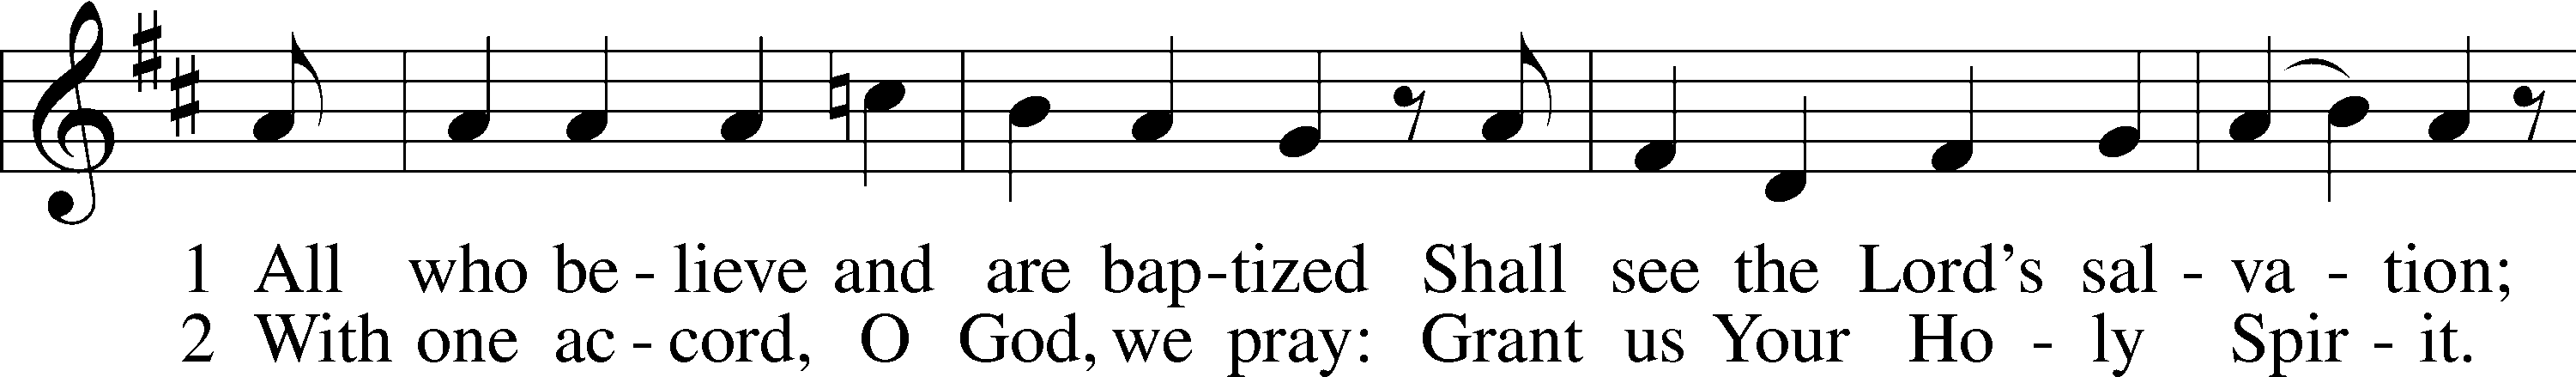 1 All who be - lieve and are bap-tized Shall see the Lord’s sal - va - tion;
2 With one ac - cord, O God, we pray: Grant us Your Ho - ly Spir - it.